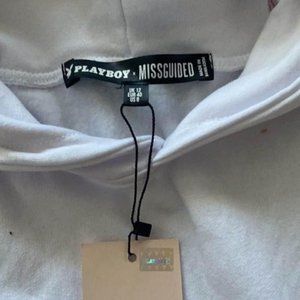 PLAYBOY · MISSGUIDED
UK 12
EUR 40
US 8